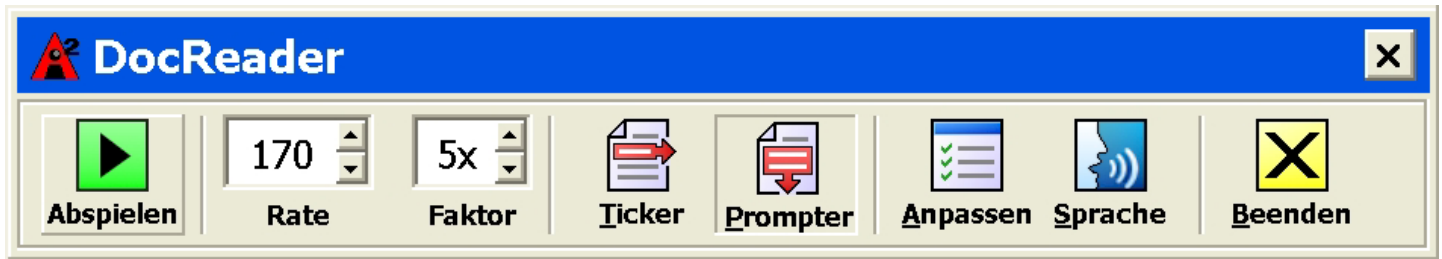 DocReader
170 5x
Abspielen Rate Faktor Ticker Prompter Anpassen Sprache Beenden